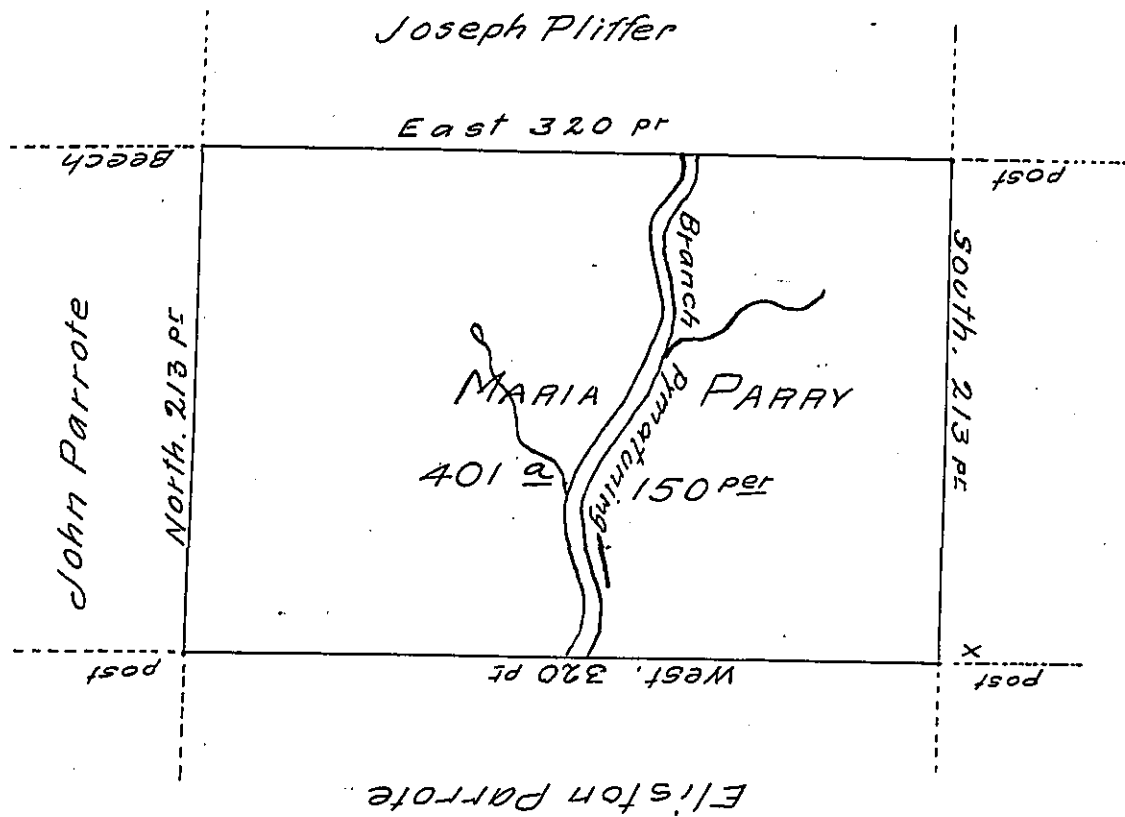 Joseph Pliffer
East 320 pr
Beech
post
John Parrote
North. 213 pr
Branch
Pymatuning
South. 213 pr
MARIA PARRY
401 a 150 per
post
West. 320 pr
x
post
Eliston Parrote